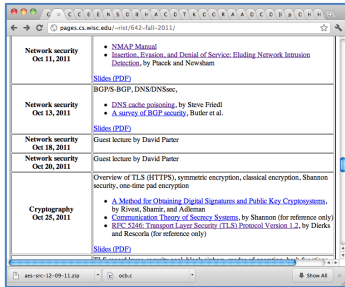 pages.cs.wisc.edu/~rist/642-fall-2011/
Network security
Oct 11, 2011
NMAP Manual
Insertion, Evasion, and Denial of Service: Eluding Network Intrusion
Detection, by Ptacek and Newsham
Slides (PDF)
Network security
Oct 13, 2011
BGP/S-BGP, DNS/DNSsec,
DNS cache poisoning, by Steve Friedl
A survey of BGP security, Butler et al.
Slides (PDF)
Network security
Oct 18, 2011
Guest lecture by David Parter
Network security
Oct 20, 2011
Guest lecture by David Parter
Cryptography
Oct 25, 2011
Overview of TLS (HTTPS), symmetric encryption, classical encryption, Shannon
security, one-time pad encryption
A Method for Obtaining Digital Signatures and Public Key Cryptosystems,
by Rivest, Shamir, and Adleman
Communication Theory of Secrecy Systems, by Shannon (for reference only)
RFC 5246: Transport Layer Security (TLS) Protocol Version 1.2, by Dierks
and Rescorla (for reference only)
Slides (PDF)
aes-src-12-09-11.zip
ocb.c
Show All